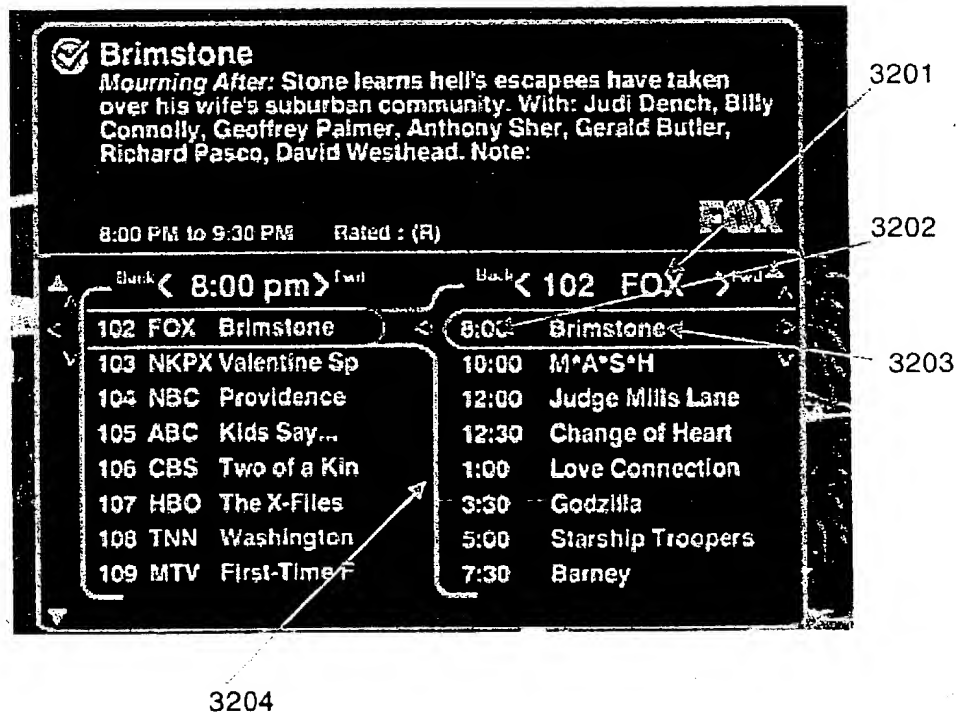 Brimstone
Mourning After: Stone learns hell's escapees have taken
over his wife's suburban community. With: Judi Dench, Billy
Connolly, Geoffrey Palmer, Anthony Sher, Gerald Butler,
Richard Pasco, David Westhead. Note:
FOX
8:00 PM to 9:30 PM Rated : (R)
Back < 8:00 pm > Fwd
102 FOX Brimstone
103 NKPX Valentine Sp
104 NBC Providence
105 ABC Kids Say...
106 CBS Two of a Kin
107 HBO The X-Files
108 TNN Washington
109 MTV First-Time F
Back < 102 FOX > Fwd
8:00 Brimstone
10:00 M*A*S*H
12:00 Judge Mills Lane
12:30 Change of Heart
1:00 Love Connection
3:30 Godzilla
5:00 Starship Troopers
7:30 Barney
3201
3202
3203
3204